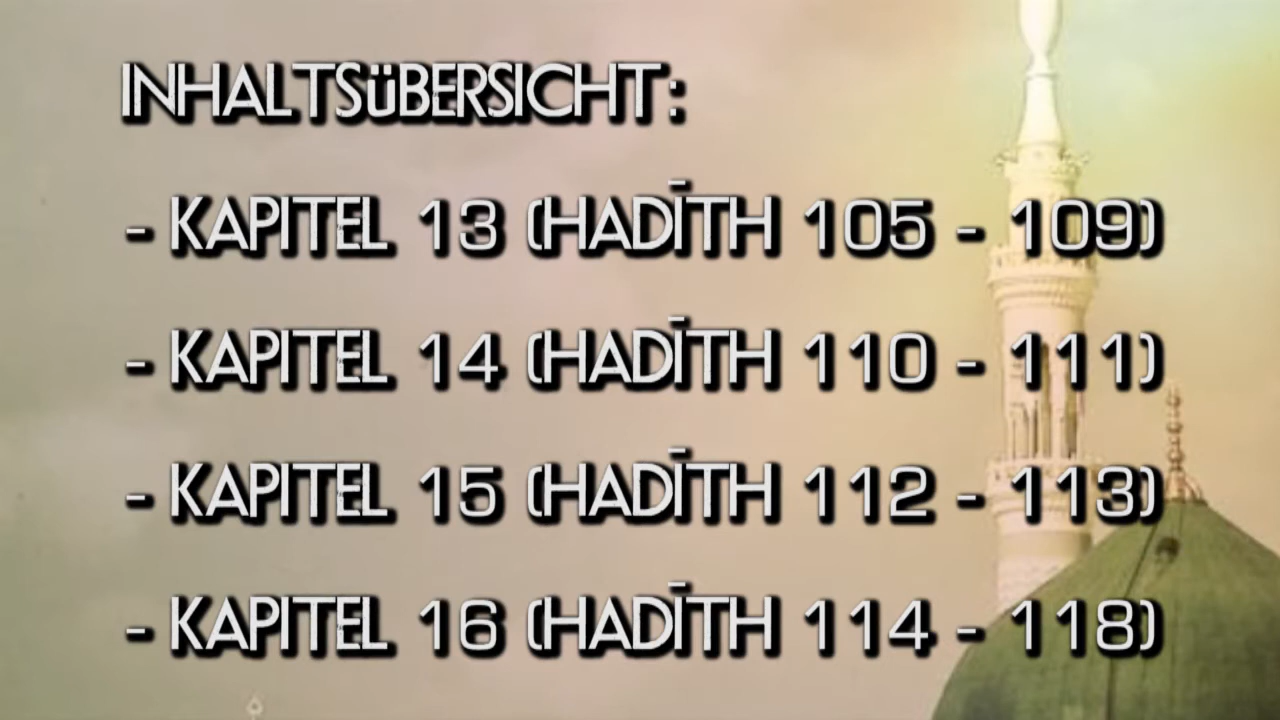 INHALTSÜBERSICHT:
- KAPITEL 13 (HADĪTH 105 - 109)
- KAPITEL 14 (HADĪTH 110 - 111)
- KAPITEL 15 (HADĪTH 112 - 113)
- KAPITEL 16 (HADĪTH 114 - 118)